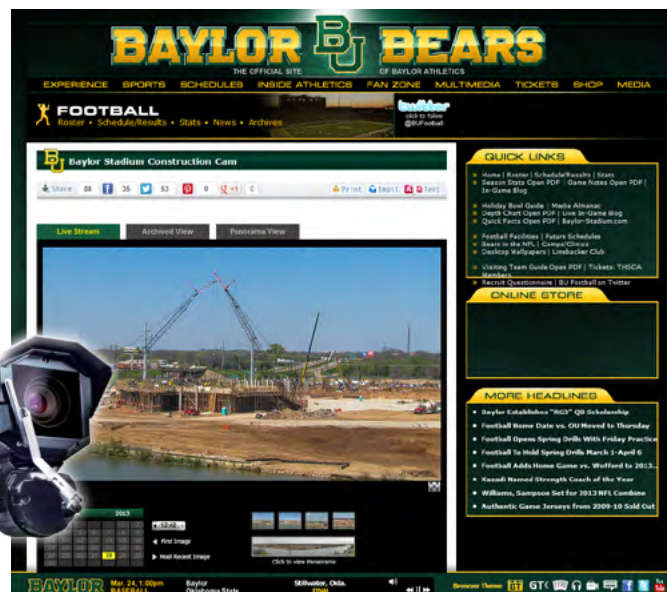 BAYLOR BU BEARS
THE OFFICIAL SITE OF BAYLOR ATHLETICS
EXPERIENCE SPORTS SCHEDULES INSIDE ATHLETICS FAN ZONE MULTIMEDIA TICKETS SHOP MEDIA
FOOTBALL
Roster • Schedule/Results • Stats • News • Archives
twitter
click to follow
@BUFootball
BU Baylor Stadium Construction Cam
Share 88 35 53 9 +1 0 Print Email Text
Live Stream Archived View Panorama View
2013
12:42
First Image
Most Recent Image
Click to view Panorama
QUICK LINKS
» Home | Roster | Schedule/Results | Stats
» Season Stats Open PDF | Game Notes Open PDF |
In-Game Blog
» Holiday Bowl Guide | Media Almanac
» Depth Chart Open PDF | Live In-Game Blog
» Quick Facts Open PDF | Baylor-Stadium.com
» Football Facilities | Future Schedules
» Bears in the NFL | Camps/Clinics
» Desktop Wallpapers | Linebacker Club
» Visiting Team Guide Open PDF | Tickets: THSCA
Members
» Recruit Questionnaire | BU Football on Twitter
ONLINE STORE
MORE HEADLINES
• Baylor Establishes "RG3" QB Scholarship
• Football Home Date vs. OU Moved to Thursday
• Football Opens Spring Drills With Friday Practice
• Football To Hold Spring Drills March 1-April 6
• Football Adds Home Game vs. Wofford to 2013...
• Kazadi Named Strength Coach of the Year
• Williams, Sampson Set for 2013 NFL Combine
• Authentic Game Jerseys from 2009-10 Sold Out
BAYLOR Mar. 24, 1:00pm Baylor Stillwater, Okla. Browser Theme GT
BASEBALL Oklahoma State FINAL